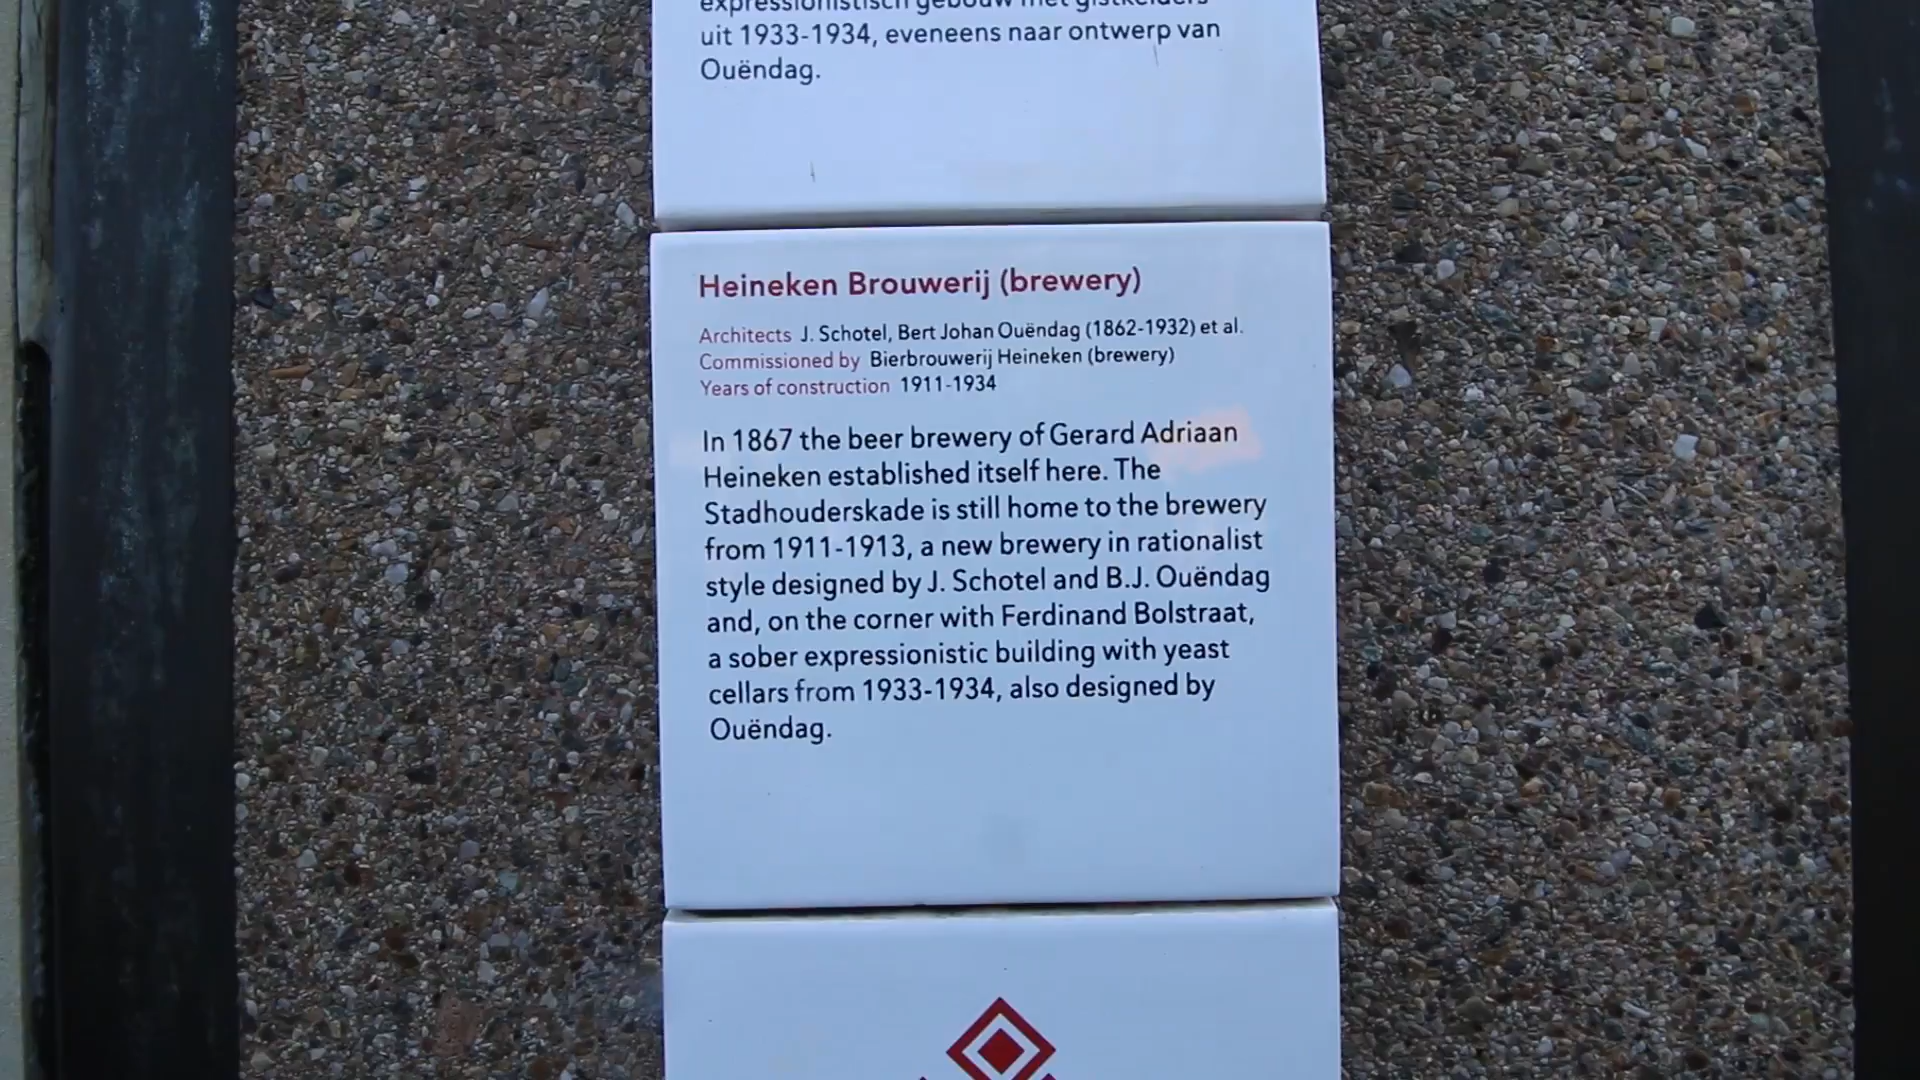 expressionistisch gebouw met gistkelders
uit 1933-1934, eveneens naar ontwerp van
Ouëndag.
Heineken Brouwerij (brewery)
Architects J. Schotel, Bert Johan Ouëndag (1862-1932) et al.
Commissioned by Bierbrouwerij Heineken (brewery)
Years of construction 1911-1934
In 1867 the beer brewery of Gerard Adriaan
Heineken established itself here. The
Stadhouderskade is still home to the brewery
from 1911-1913, a new brewery in rationalist
style designed by J. Schotel and B.J. Ouëndag
and, on the corner with Ferdinand Bolstraat,
a sober expressionistic building with yeast
cellars from 1933-1934, also designed by
Ouëndag.